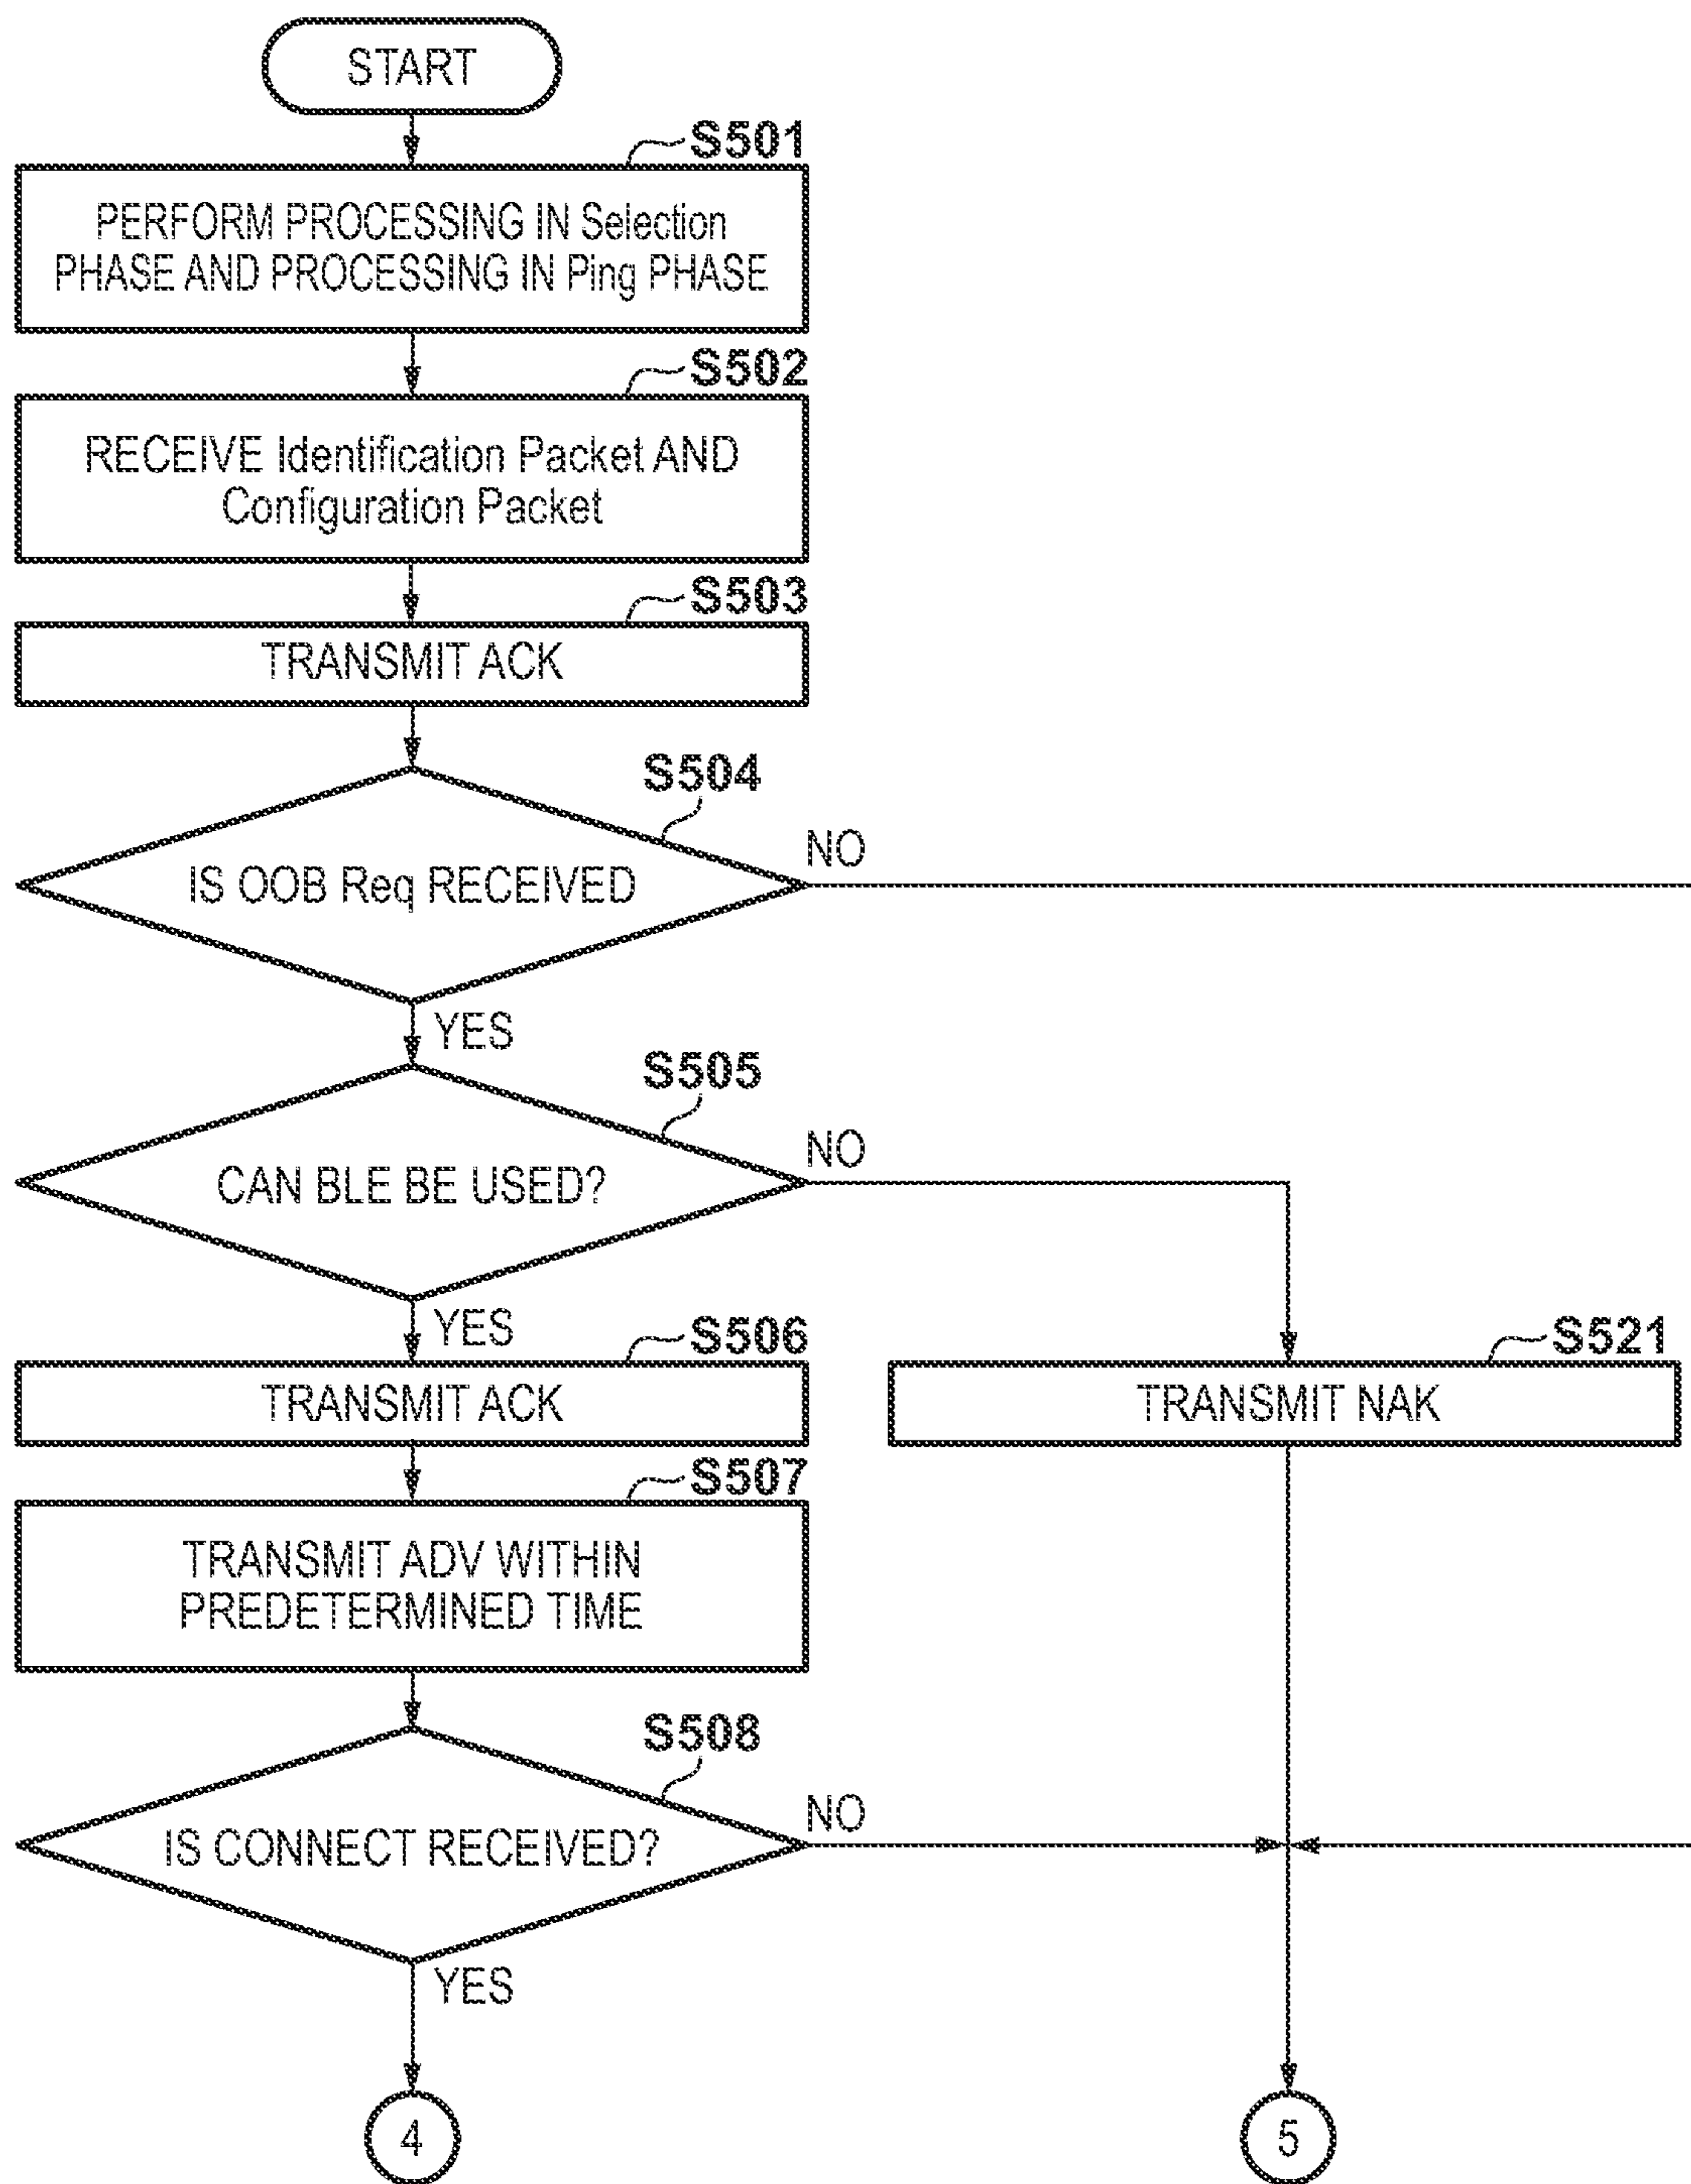 START
S501
PERFORM PROCESSING IN Selection
PHASE AND PROCESSING IN Ping PHASE
S502
RECEIVE Identification Packet AND
Configuration Packet
S503
TRANSMIT ACK
S504
IS OOB Req RECEIVED
NO
YES
S505
CAN BLE BE USED?
NO
YES
S506
TRANSMIT ACK
S521
TRANSMIT NAK
S507
TRANSMIT ADV WITHIN
PREDETERMINED TIME
S508
IS CONNECT RECEIVED?
NO
YES
4
5